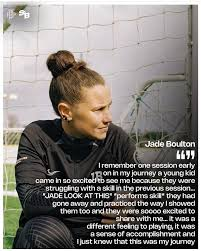 SB
Jade Boulton
"
I remember one session early
on in my journey a young kid
came in so excited to see me because they were
struggling with a skill in the previous session...
"JADE LOOK AT THIS" *performs skill* they had
gone away and practiced the way I showed
them too and they were soooo excited to
share with me... it was a
different feeling to playing, it was
a sense of accomplishment and
I just knew that this was my journey